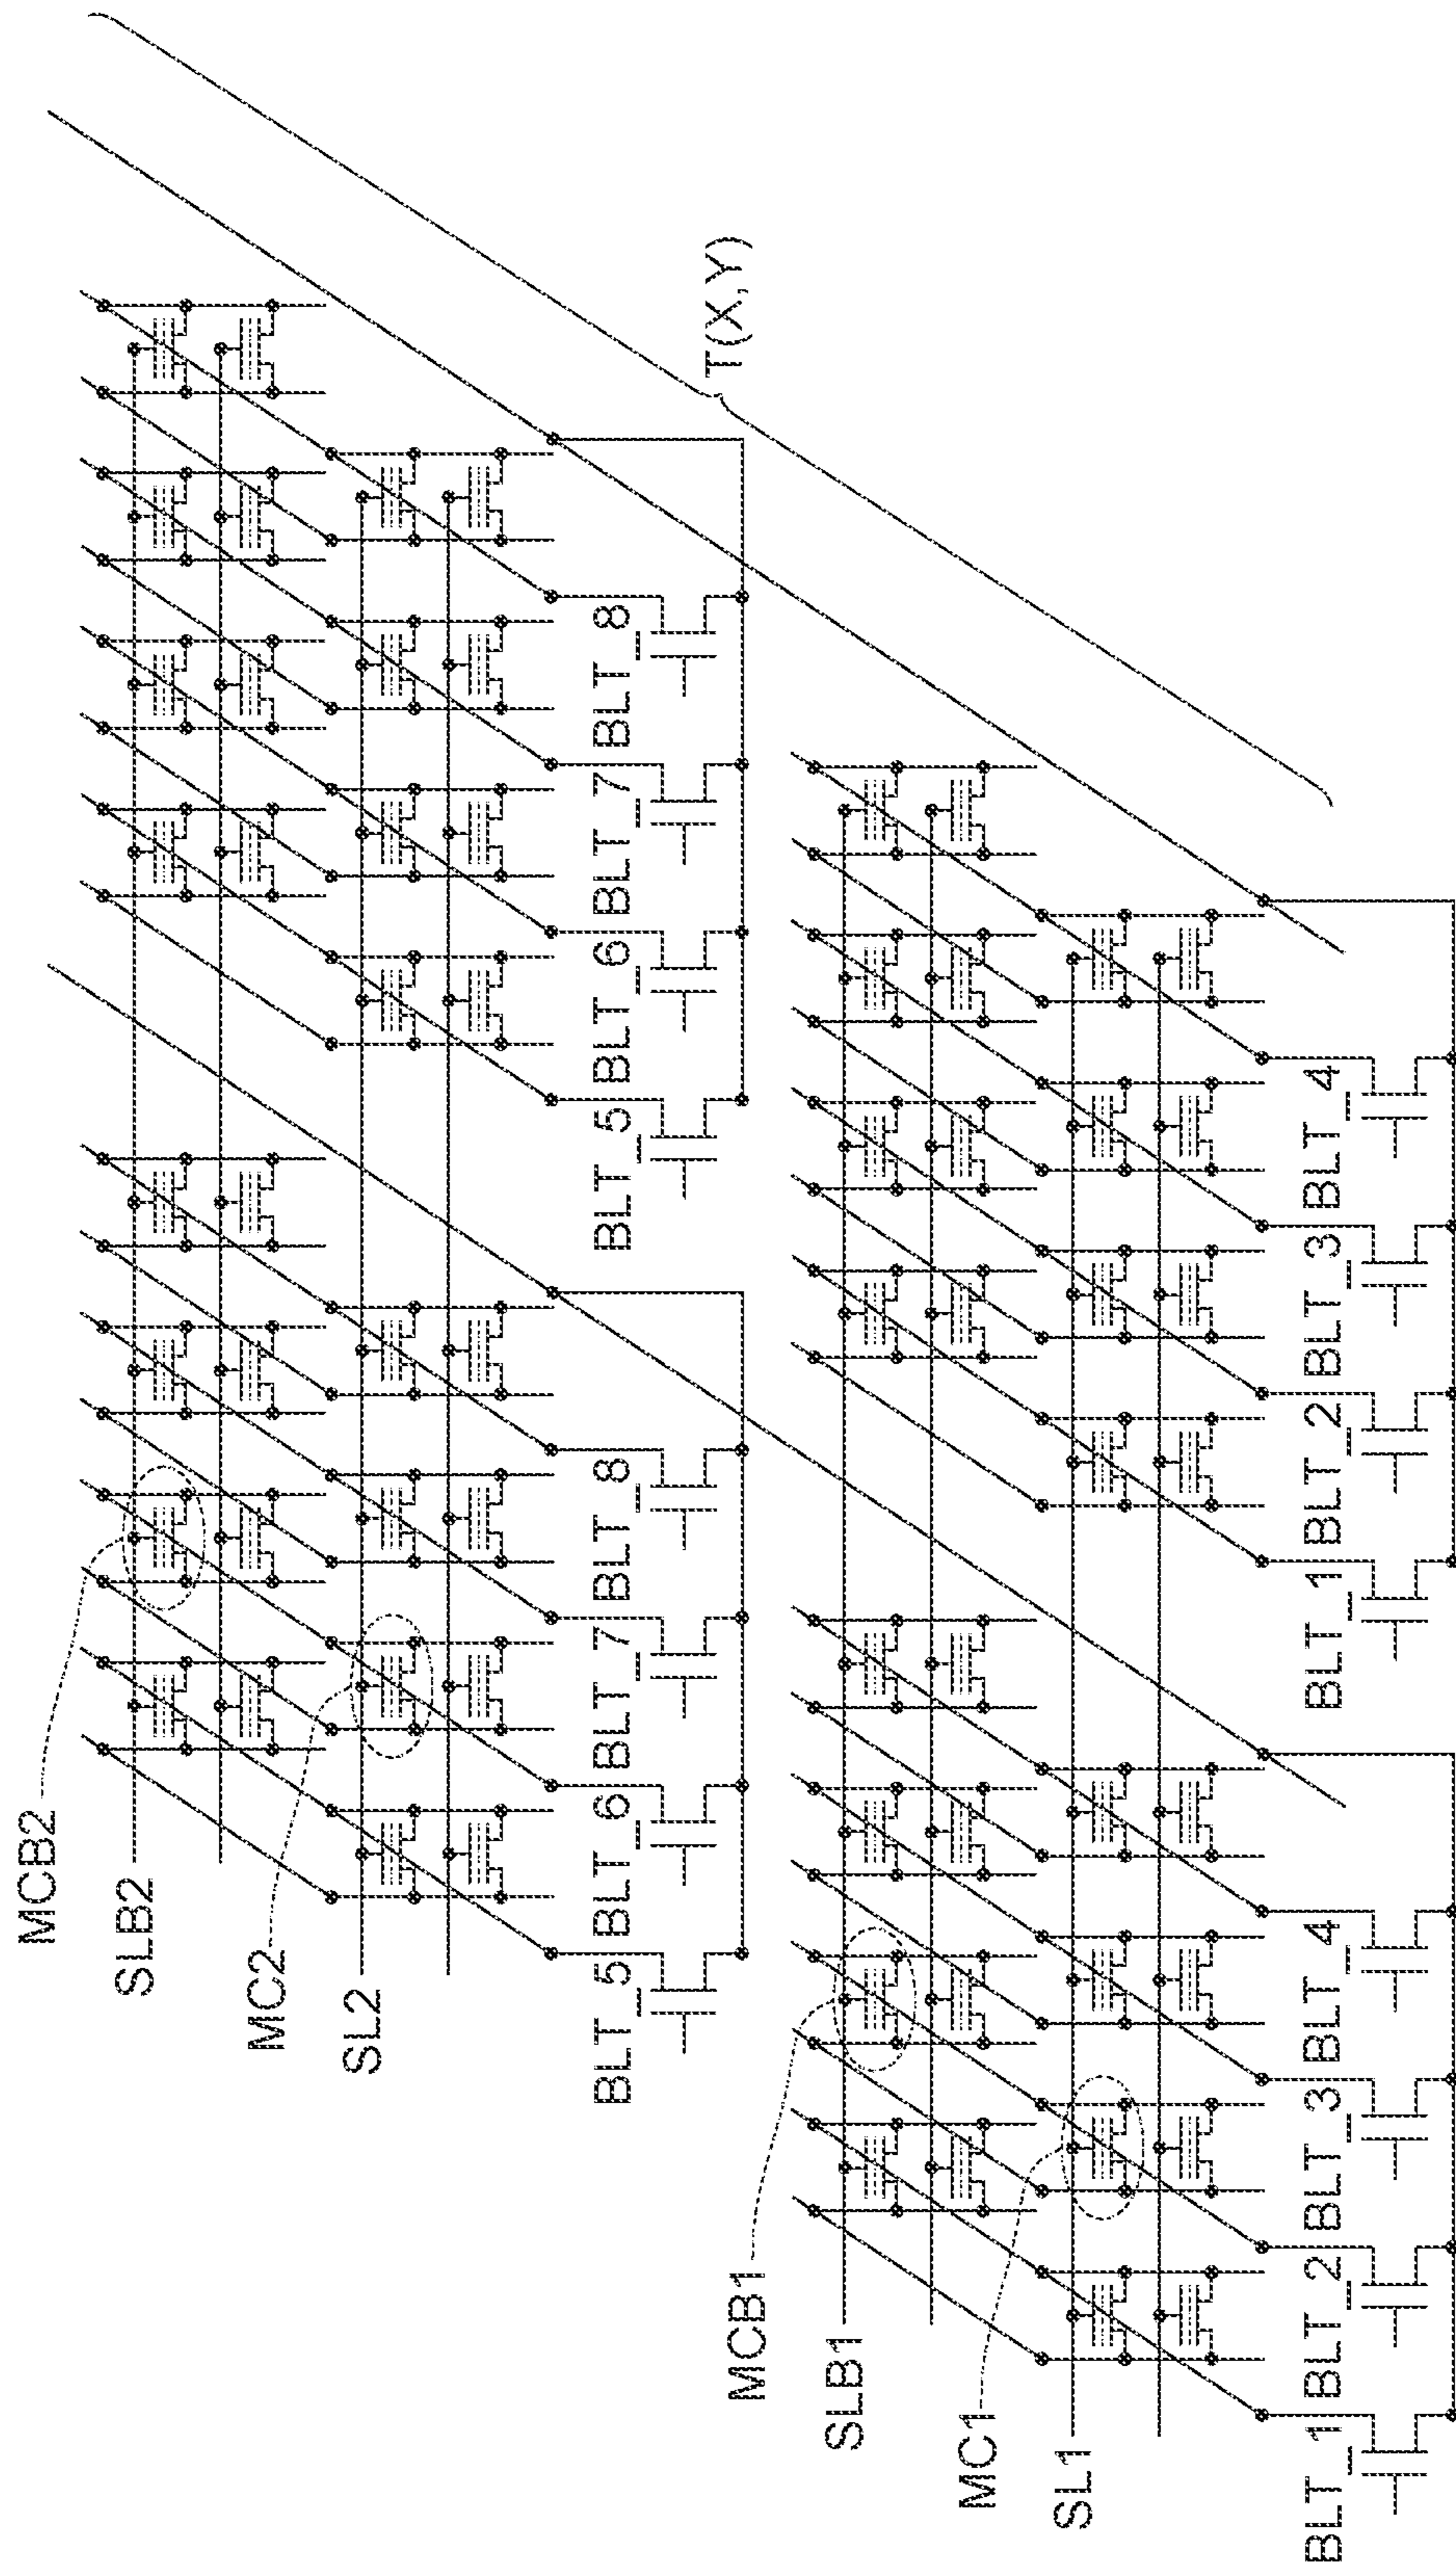 MCB2
SLB2
MC2
SL2
BLT_5 BLT_6 BLT_7 BLT_8 BLT_5 BLT_6 BLT_7 BLT_8
T(X,Y)
MCB1
SLB1
MC1
SL1
BLT_1 BLT_2 BLT_3 BLT_4 BLT_1 BLT_2 BLT_3 BLT_4